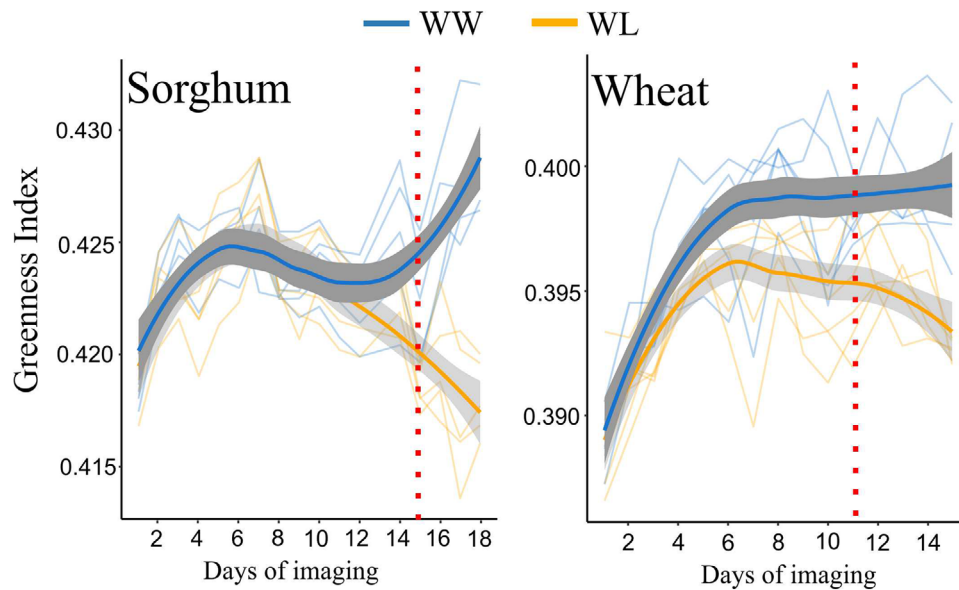 WW WL
Sorghum
Wheat
Greenness Index
0.430
0.425
0.420
0.415
2 4 6 8 10 12 14 16 18
Days of imaging
0.400
0.395
0.390
2 4 6 8 10 12 14
Days of imaging